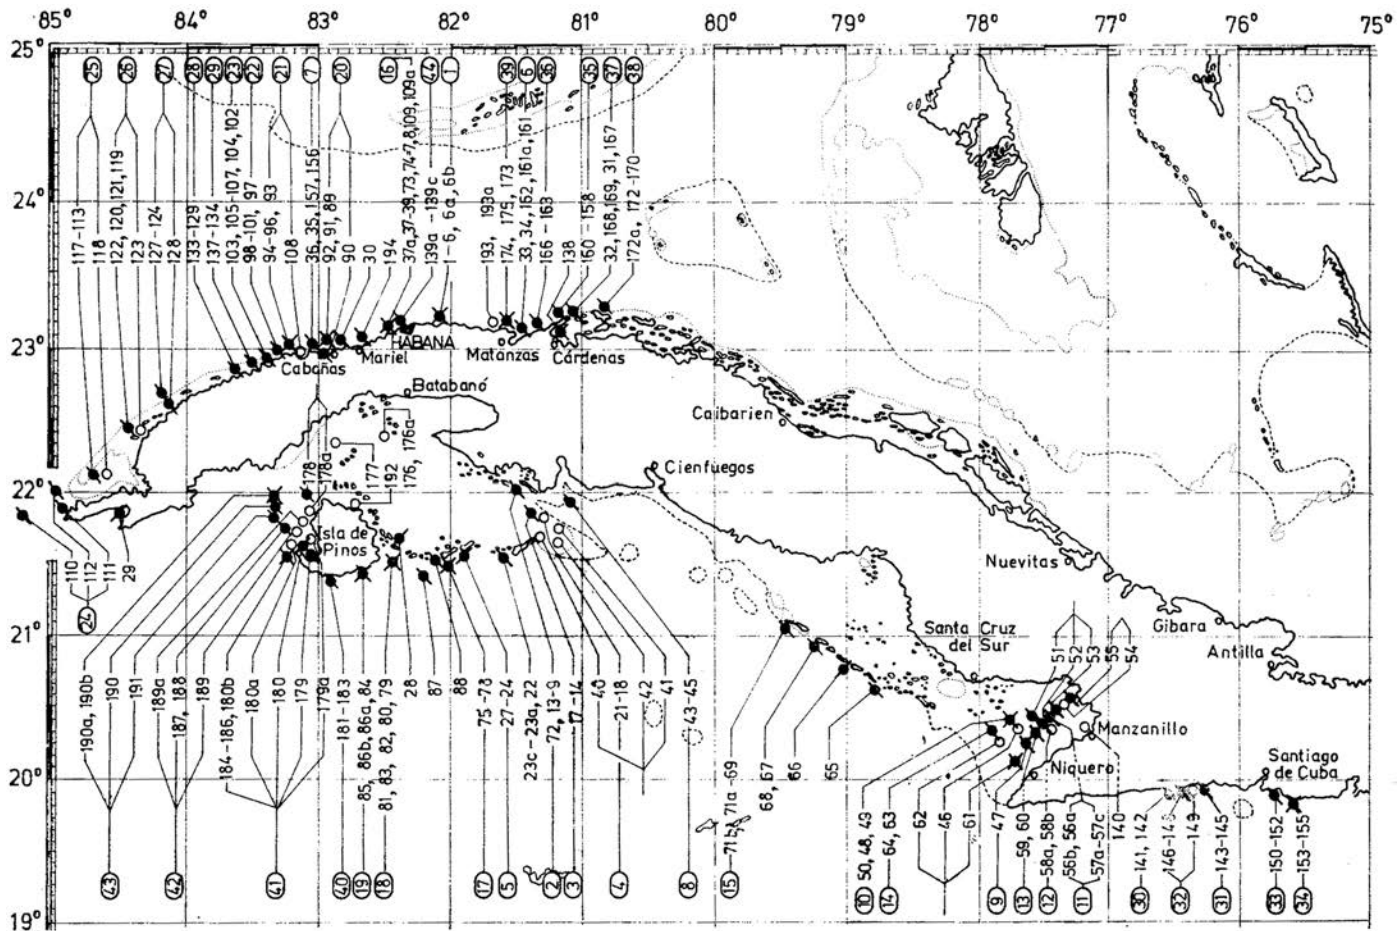 85° 84° 83° 82° 81° 80° 79° 78° 77° 76° 75°
25°
24°
23°
22°
21°
20°
19°
25 26 27 28 29 23 22 21 7 20 16 44 1 39 6 36 35 37 38
117-113
118
122, 120, 121, 119
123
127-124
128
133-129
137-134
103, 105-107, 104, 102
98-101, 97
94-96, 93
108
36, 35, 157, 156
92, 91, 89
90
30
194
37a, 37-39, 73, 74-7, 8, 109, 109a
139a-139c
1-6, 6a, 6b
193, 193a
174, 175, 173
33, 34, 162, 161a, 161
166-163
138
160-158
32, 168, 169, 31, 167
172a, 172-170
HABANA
Mariel
Cabañas
Matanzas
Cárdenas
Batabanó
Caibarien
Cienfuegos
178
178a
177
192
176, 176a
Isla de
Pinos
Nuevitas
Gibara
Antilla
Santa Cruz
del Sur
Manzanillo
Niquero
Santiago
de Cuba
110
112
111
29
24
51
52
53
55
54
190a, 190b
190
191
189a
187, 188
189
184-186, 180b
180a
180
179
179a
181-183
85, 86b, 86a, 84
81, 83, 82, 80, 79
28
87
88
75-78
27-24
23c-23a, 22
72, 13-9
17-14
40
21-18
42
41
43-45
71b, 71a-69
68, 67
66
65
50, 48, 49
64, 63
62
46
61
47
59, 60
58a, 58b
56b, 56a
57a-57c
140
141, 142
149
143-145
150-152
153-155
43 42 41 40 19 18 17 5 2 3 4 8 15 10 14 9 13 12 11 30 32 31 33 34